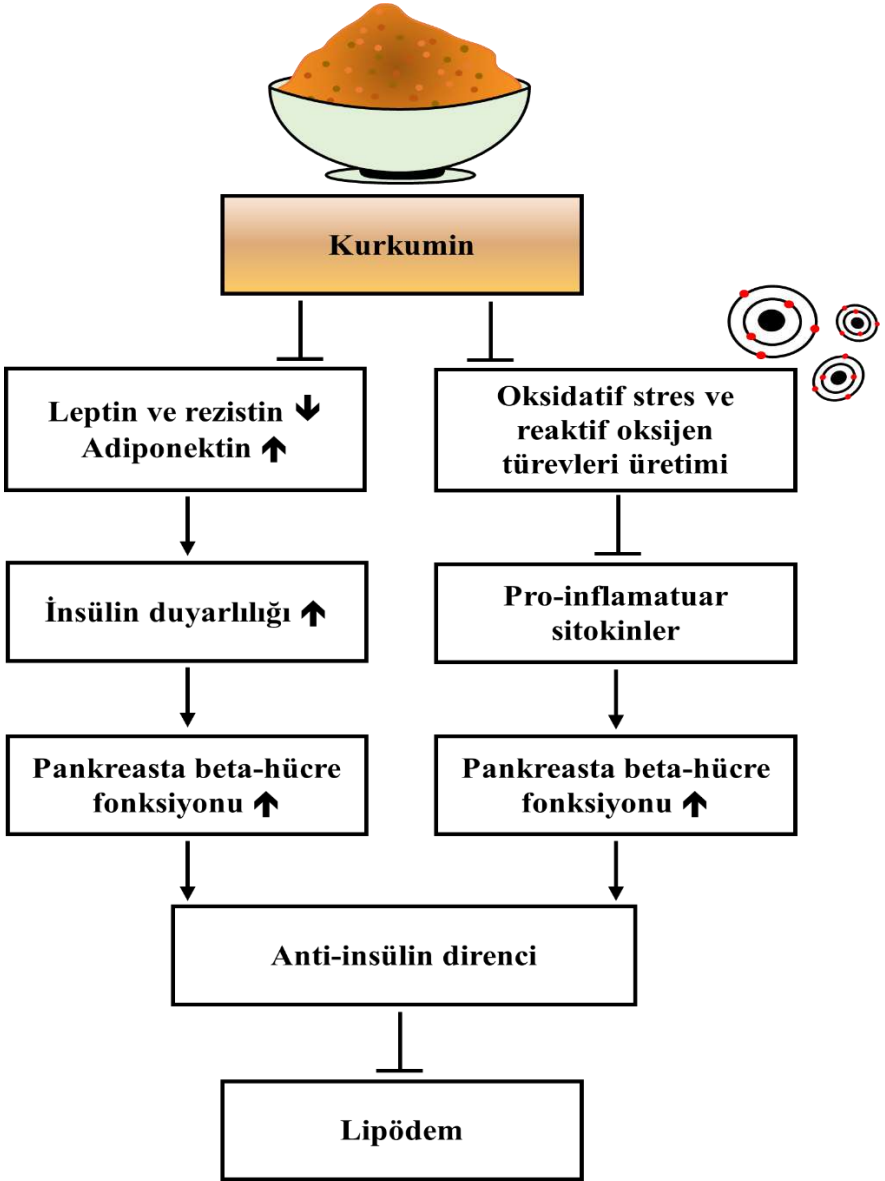 Kurkumin
Leptin ve rezistin ↓
Adiponektin ↑
Oksidatif stres ve
reaktif oksijen
türevleri üretimi
İnsülin duyarlılığı ↑
Pro-inflamatuar
sitokinler
Pankreasta beta-hücre
fonksiyonu ↑
Pankreasta beta-hücre
fonksiyonu ↑
Anti-insülin direnci
Lipödem